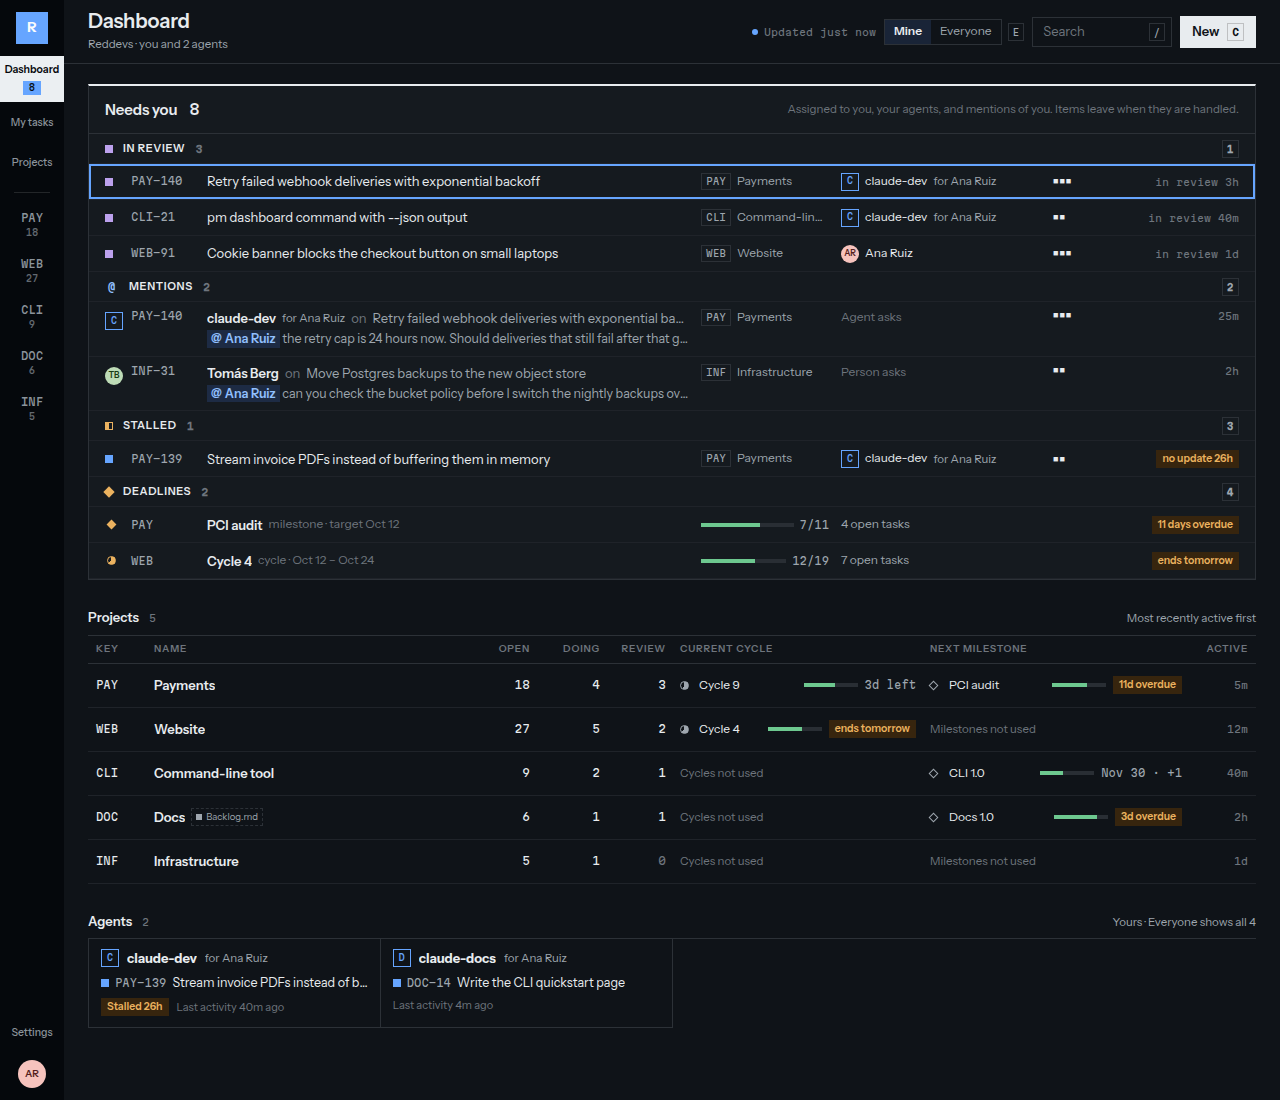 R
Dashboard
8
My tasks
Projects
PAY
18
WEB
27
CLI
9
DOC
6
INF
5
Settings
AR
Dashboard
Reddevs · you and 2 agents
Updated just now
Mine Everyone E
Search /
New C
Needs you 8
Assigned to you, your agents, and mentions of you. Items leave when they are handled.
IN REVIEW 3 1
PAY-140 Retry failed webhook deliveries with exponential backoff PAY Payments C claude-dev for Ana Ruiz in review 3h
CLI-21 pm dashboard command with --json output CLI Command-lin... C claude-dev for Ana Ruiz in review 40m
WEB-91 Cookie banner blocks the checkout button on small laptops WEB Website AR Ana Ruiz in review 1d
@ MENTIONS 2 2
C PAY-140 claude-dev for Ana Ruiz on Retry failed webhook deliveries with exponential ba... PAY Payments Agent asks 25m
@ Ana Ruiz the retry cap is 24 hours now. Should deliveries that still fail after that g...
TB INF-31 Tomás Berg on Move Postgres backups to the new object store INF Infrastructure Person asks 2h
@ Ana Ruiz can you check the bucket policy before I switch the nightly backups ov...
STALLED 1 3
PAY-139 Stream invoice PDFs instead of buffering them in memory PAY Payments C claude-dev for Ana Ruiz no update 26h
DEADLINES 2 4
PAY PCI audit milestone · target Oct 12 7/11 4 open tasks 11 days overdue
WEB Cycle 4 cycle · Oct 12 – Oct 24 12/19 7 open tasks ends tomorrow
Projects 5 Most recently active first
KEY NAME OPEN DOING REVIEW CURRENT CYCLE NEXT MILESTONE ACTIVE
PAY Payments 18 4 3 Cycle 9 3d left PCI audit 11d overdue 5m
WEB Website 27 5 2 Cycle 4 ends tomorrow Milestones not used 12m
CLI Command-line tool 9 2 1 Cycles not used CLI 1.0 Nov 30 · +1 40m
DOC Docs Backlog.md 6 1 1 Cycles not used Docs 1.0 3d overdue 2h
INF Infrastructure 5 1 0 Cycles not used Milestones not used 1d
Agents 2 Yours · Everyone shows all 4
C claude-dev for Ana Ruiz
PAY-139 Stream invoice PDFs instead of b...
Stalled 26h Last activity 40m ago
D claude-docs for Ana Ruiz
DOC-14 Write the CLI quickstart page
Last activity 4m ago